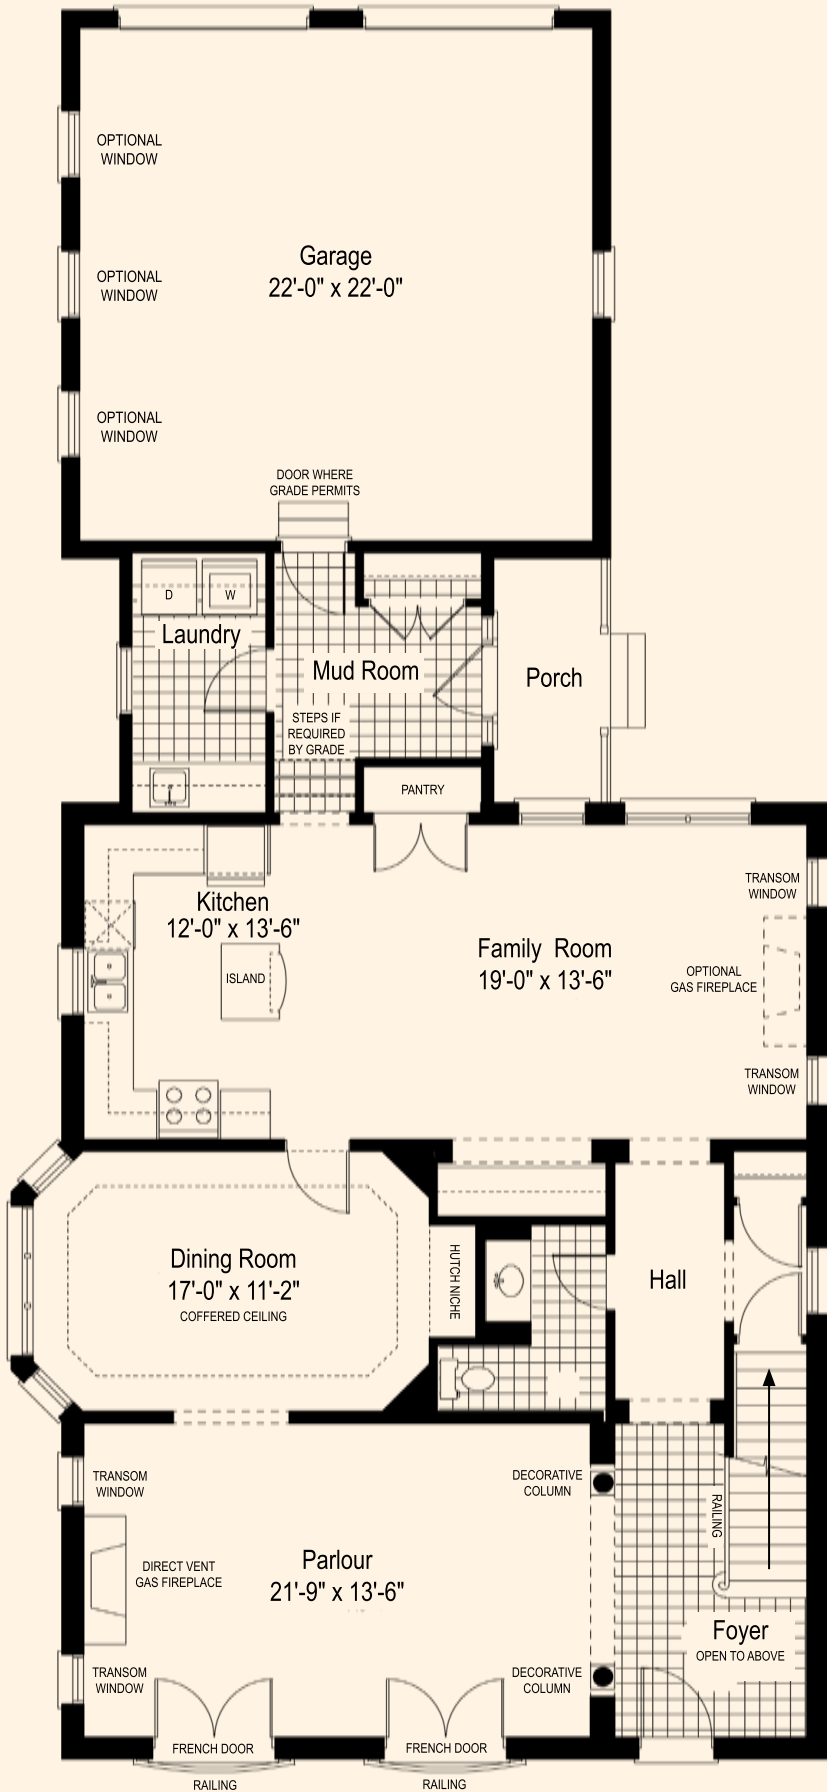 OPTIONAL
WINDOW
Garage
22'-0" x 22'-0"
OPTIONAL
WINDOW
OPTIONAL
WINDOW
DOOR WHERE
GRADE PERMITS
D
W
Laundry
Mud Room
Porch
STEPS IF
REQUIRED
BY GRADE
PANTRY
Kitchen
12'-0" x 13'-6"
ISLAND
Family Room
19'-0" x 13'-6"
TRANSOM
WINDOW
OPTIONAL
GAS FIREPLACE
TRANSOM
WINDOW
Dining Room
17'-0" x 11'-2"
COFFERED CEILING
HUTCH NICHE
Hall
TRANSOM
WINDOW
DECORATIVE
COLUMN
RAILING
DIRECT VENT
GAS FIREPLACE
Parlour
21'-9" x 13'-6"
Foyer
OPEN TO ABOVE
TRANSOM
WINDOW
DECORATIVE
COLUMN
FRENCH DOOR
FRENCH DOOR
RAILING
RAILING